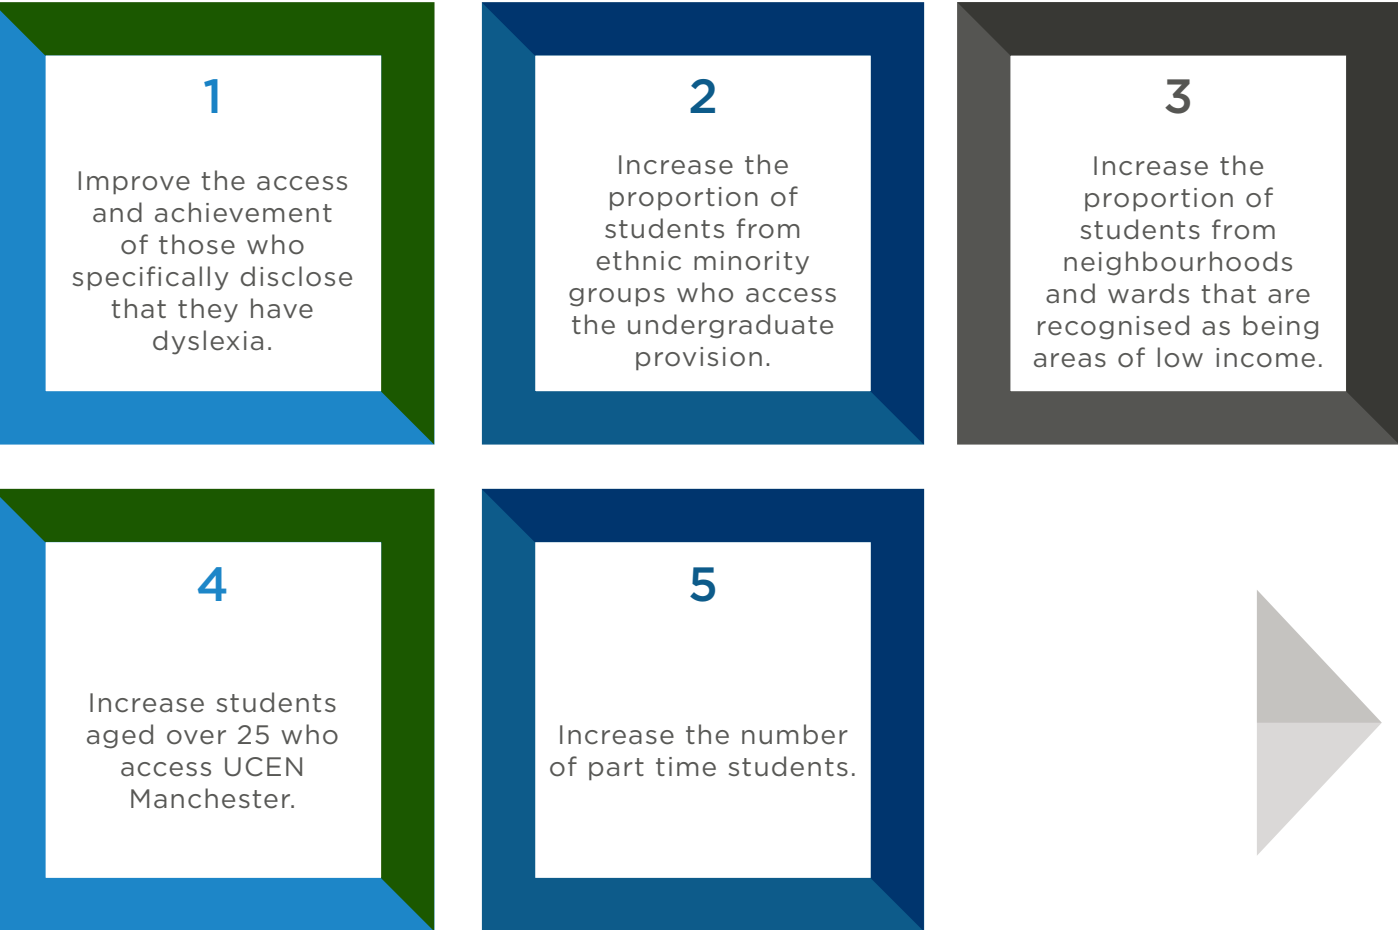 1
Improve the access
and achievement
of those who
specifically disclose
that they have
dyslexia.
2
Increase the
proportion of
students from
ethnic minority
groups who access
the undergraduate
provision.
3
Increase the
proportion of
students from
neighbourhoods
and wards that are
recognised as being
areas of low income.
4
Increase students
aged over 25 who
access UCEN
Manchester.
5
Increase the number
of part time students.